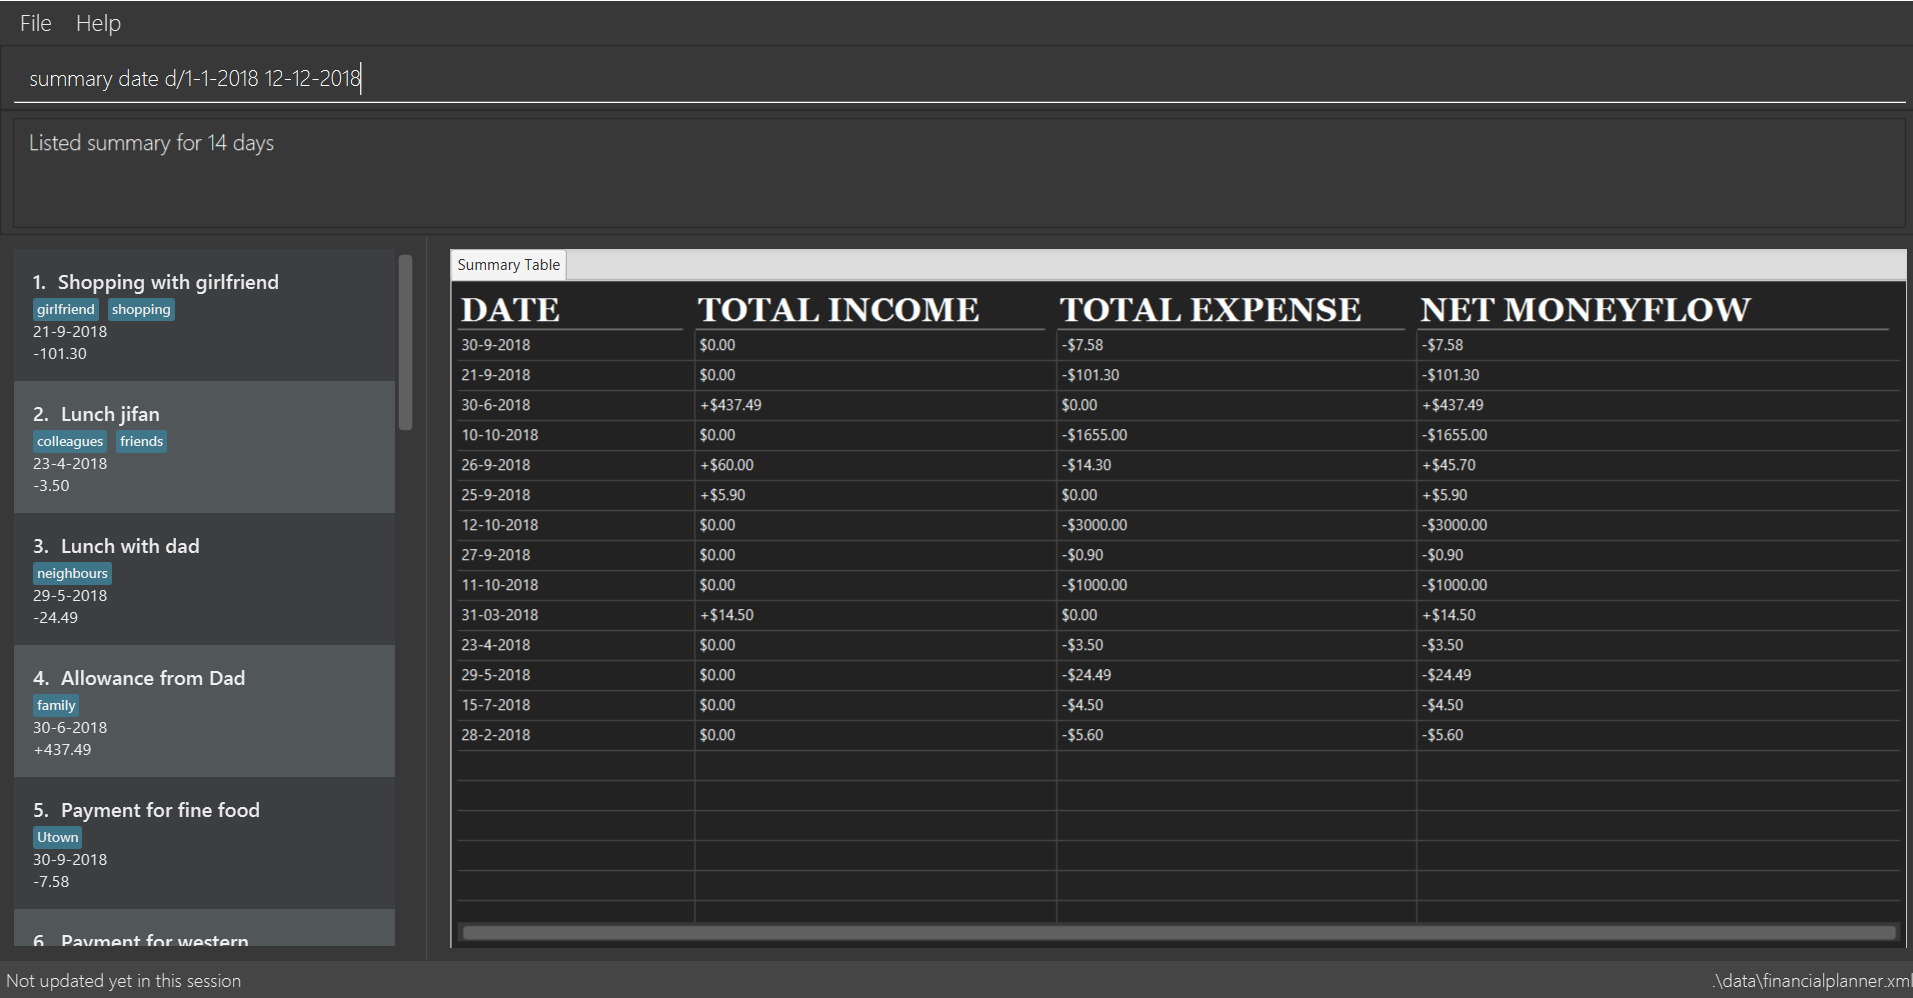 File Help
summary date d/1-1-2018 12-12-2018
Listed summary for 14 days
1. Shopping with girlfriend
girlfriend shopping
21-9-2018
-101.30
2. Lunch jifan
colleagues friends
23-4-2018
-3.50
3. Lunch with dad
neighbours
29-5-2018
-24.49
4. Allowance from Dad
family
30-6-2018
+437.49
5. Payment for fine food
Utown
30-9-2018
-7.58
6. Payment for western
Summary Table
DATE TOTAL INCOME TOTAL EXPENSE NET MONEYFLOW
30-9-2018 $0.00 -$7.58 -$7.58
21-9-2018 $0.00 -$101.30 -$101.30
30-6-2018 +$437.49 $0.00 +$437.49
10-10-2018 $0.00 -$1655.00 -$1655.00
26-9-2018 +$60.00 -$14.30 +$45.70
25-9-2018 +$5.90 $0.00 +$5.90
12-10-2018 $0.00 -$3000.00 -$3000.00
27-9-2018 $0.00 -$0.90 -$0.90
11-10-2018 $0.00 -$1000.00 -$1000.00
31-03-2018 +$14.50 $0.00 +$14.50
23-4-2018 $0.00 -$3.50 -$3.50
29-5-2018 $0.00 -$24.49 -$24.49
15-7-2018 $0.00 -$4.50 -$4.50
28-2-2018 $0.00 -$5.60 -$5.60
Not updated yet in this session
.\data\financialplanner.xml